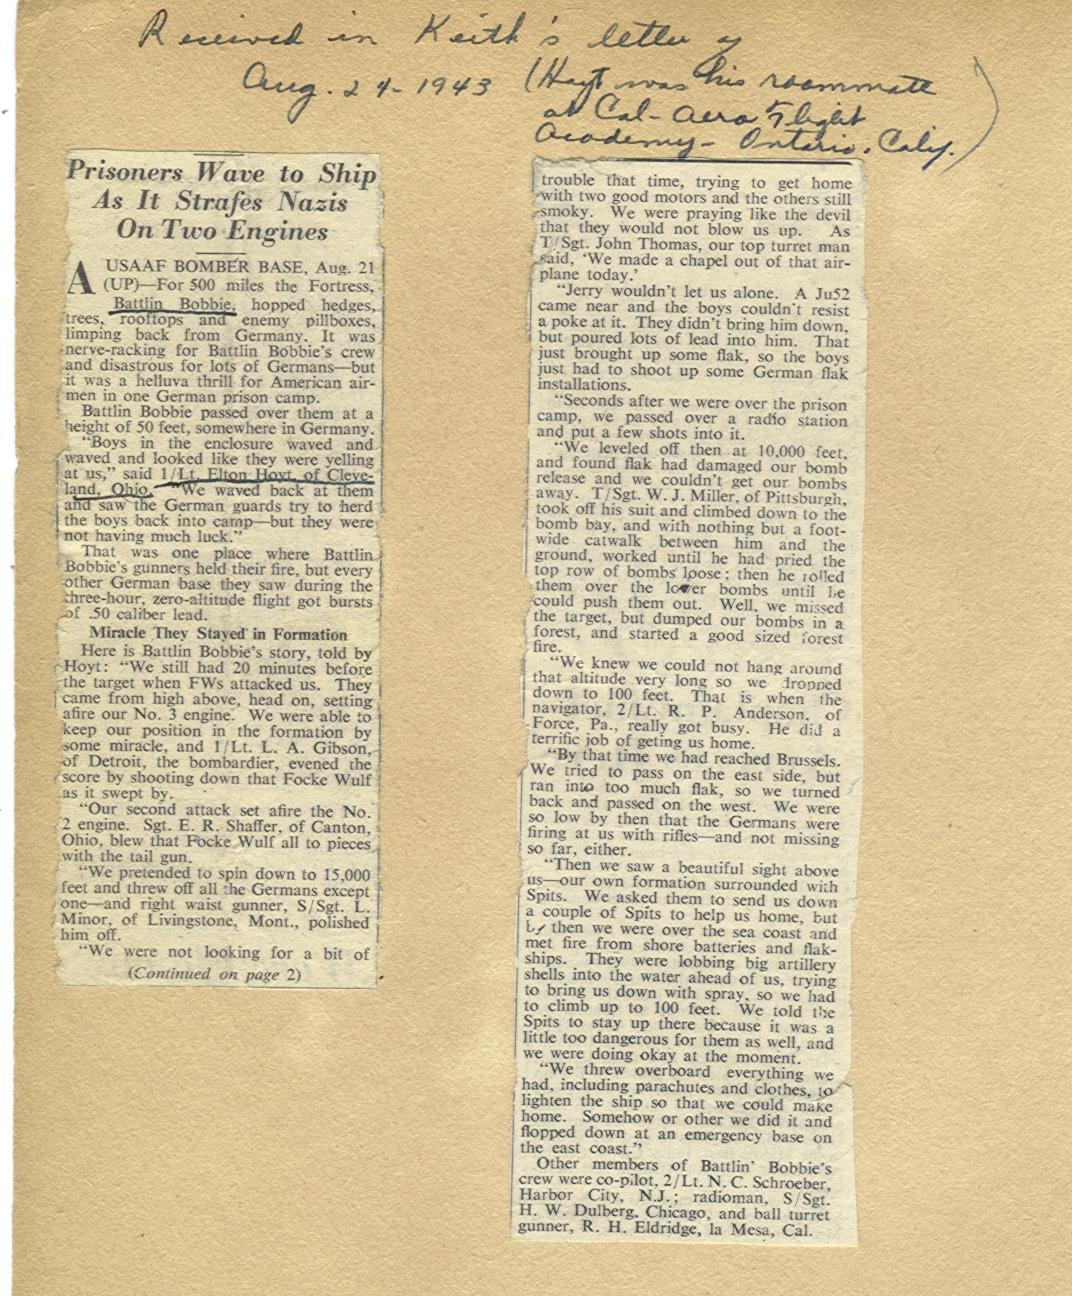 Received in Keith's letter of
Aug. 24-1943 (Hoyt was his roommate
at Cal-Aero Flight
Academy- Ontario, Caly.)
Prisoners Wave to Ship
As It Strafes Nazis
On Two Engines
A USAAF BOMBER BASE, Aug. 21
(UP)—For 500 miles the Fortress,
Battlin Bobbie, hopped hedges,
trees, rooftops and enemy pillboxes,
limping back from Germany. It was
nerve-racking for Battlin Bobbie's crew
and disastrous for lots of Germans—but
it was a helluva thrill for American air-
men in one German prison camp.
Battlin Bobbie passed over them at a
height of 50 feet, somewhere in Germany.
"Boys in the enclosure waved and
waved and looked like they were yelling
at us," said 1/Lt. Elton Hoyt, of Cleve-
land, Ohio. "We waved back at them
and saw the German guards try to herd
the boys back into camp—but they were
not having much luck."
That was one place where Battlin
Bobbie's gunners held their fire, but every
other German base they saw during the
three-hour, zero-altitude flight got bursts
of .50 caliber lead.
Miracle They Stayed in Formation
Here is Battlin Bobbie's story, told by
Hoyt: "We still had 20 minutes before
the target when FWs attacked us. They
came from high above, head on, setting
afire our No. 3 engine. We were able to
keep our position in the formation by
some miracle, and 1/Lt. L. A. Gibson,
of Detroit, the bombardier, evened the
score by shooting down that Focke Wulf
as it swept by.
"Our second attack set afire the No.
2 engine. Sgt. E. R. Shaffer, of Canton,
Ohio, blew that Focke Wulf all to pieces
with the tail gun.
"We pretended to spin down to 15,000
feet and threw off all the Germans except
one—and right waist gunner, S/Sgt. L.
Minor, of Livingstone, Mont., polished
him off.
"We were not looking for a bit of
(Continued on page 2)
trouble that time, trying to get home
with two good motors and the others still
smoky. We were praying like the devil
that they would not blow us up. As
T/Sgt. John Thomas, our top turret man
said, 'We made a chapel out of that air-
plane today.'
"Jerry wouldn't let us alone. A Ju52
came near and the boys couldn't resist
a poke at it. They didn't bring him down,
but poured lots of lead into him. That
just brought up some flak, so the boys
just had to shoot up some German flak
installations.
"Seconds after we were over the prison
camp, we passed over a radio station
and put a few shots into it.
"We leveled off then at 10,000 feet,
and found flak had damaged our bomb
release and we couldn't get our bombs
away. T/Sgt. W. J. Miller, of Pittsburgh,
took off his suit and climbed down to the
bomb bay, and with nothing but a foot-
wide catwalk between him and the
ground, worked until he had pried the
top row of bombs loose; then he rolled
them over the lower bombs until he
could push them out. Well, we missed
the target, but dumped our bombs in a
forest, and started a good sized forest
fire.
"We knew we could not hang around
that altitude very long so we dropped
down to 100 feet. That is when the
navigator, 2/Lt. R. P. Anderson, of
Force, Pa., really got busy. He did a
terrific job of geting us home.
"By that time we had reached Brussels.
We tried to pass on the east side, but
ran into too much flak, so we turned
back and passed on the west. We were
so low by then that the Germans were
firing at us with rifles—and not missing
so far, either.
"Then we saw a beautiful sight above
us—our own formation surrounded with
Spits. We asked them to send us down
a couple of Spits to help us home, but
by then we were over the sea coast and
met fire from shore batteries and flak-
ships. They were lobbing big artillery
shells into the water ahead of us, trying
to bring us down with spray, so we had
to climb up to 100 feet. We told the
Spits to stay up there because it was a
little too dangerous for them as well, and
we were doing okay at the moment.
"We threw overboard everything we
had, including parachutes and clothes, to
lighten the ship so that we could make
home. Somehow or other we did it and
flopped down at an emergency base on
the east coast."
Other members of Battlin' Bobbie's
crew were co-pilot, 2/Lt. N. C. Schroeber,
Harbor City, N.J.; radioman, S/Sgt.
H. W. Dulberg, Chicago, and ball turret
gunner, R. H. Eldridge, la Mesa, Cal.